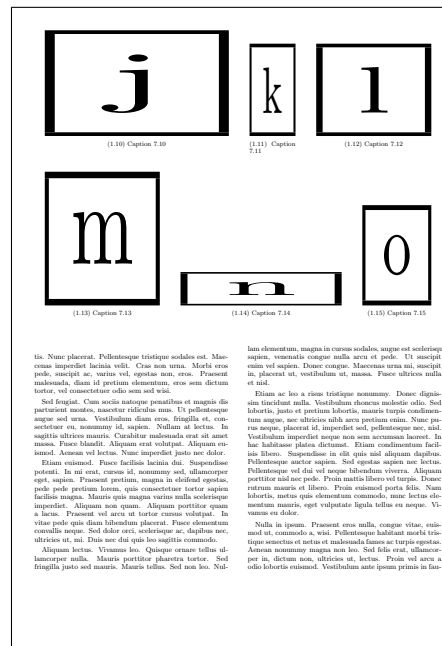 j
k
l
(1.10) Caption 7.10
(1.11) Caption
7.11
(1.12) Caption 7.12
m
n
o
(1.13) Caption 7.13
(1.14) Caption 7.14
(1.15) Caption 7.15
tis. Nunc placerat. Pellentesque tristique sodales est. Mae-
cenas imperdiet lacinia velit. Cras non urna. Morbi eros
pede, suscipit ac, varius vel, egestas non, eros. Praesent
malesuada, diam id pretium elementum, eros sem dictum
tortor, vel consectetuer odio sem sed wisi.
Sed feugiat. Cum sociis natoque penatibus et magnis dis
parturient montes, nascetur ridiculus mus. Ut pellentesque
augue sed urna. Vestibulum diam eros, fringilla et, con-
sectetuer eu, nonummy id, sapien. Nullam at lectus. In
sagittis ultrices mauris. Curabitur malesuada erat sit amet
massa. Fusce blandit. Aliquam erat volutpat. Aliquam eu-
ismod. Aenean vel lectus. Nunc imperdiet justo nec dolor.
Etiam euismod. Fusce facilisis lacinia dui. Suspendisse
potenti. In mi erat, cursus id, nonummy sed, ullamcorper
eget, sapien. Praesent pretium, magna in eleifend egestas,
pede pede pretium lorem, quis consectetuer tortor sapien
facilisis magna. Mauris quis magna varius nulla scelerisque
imperdiet. Aliquam non quam. Aliquam porttitor quam
a lacus. Praesent vel arcu ut tortor cursus volutpat. In
vitae pede quis diam bibendum placerat. Fusce elementum
convallis neque. Sed dolor orci, scelerisque ac, dapibus nec,
ultricies ut, mi. Duis nec dui quis leo sagittis commodo.
Aliquam lectus. Vivamus leo. Quisque ornare tellus ul-
lamcorper nulla. Mauris porttitor pharetra tortor. Sed
fringilla justo sed mauris. Mauris tellus. Sed non leo. Nul-
lam elementum, magna in cursus sodales, augue est scelerisque
sapien, venenatis congue nulla arcu et pede. Ut suscipit
enim vel sapien. Donec congue. Maecenas urna mi, suscipit
in, placerat ut, vestibulum ut, massa. Fusce ultrices nulla
et nisl.
Etiam ac leo a risus tristique nonummy. Donec dignis-
sim tincidunt nulla. Vestibulum rhoncus molestie odio. Sed
lobortis, justo et pretium lobortis, mauris turpis condimen-
tum augue, nec ultricies nibh arcu pretium enim. Nunc pu-
rus neque, placerat id, imperdiet sed, pellentesque nec, nisl.
Vestibulum imperdiet neque non sem accumsan laoreet. In
hac habitasse platea dictumst. Etiam condimentum facil-
isis libero. Suspendisse in elit quis nisl aliquam dapibus.
Pellentesque auctor sapien. Sed egestas sapien nec lectus.
Pellentesque vel dui vel neque bibendum viverra. Aliquam
porttitor nisl nec pede. Proin mattis libero vel turpis. Donec
rutrum mauris et libero. Proin euismod porta felis. Nam
lobortis, metus quis elementum commodo, nunc lectus ele-
mentum mauris, eget vulputate ligula tellus eu neque. Vi-
vamus eu dolor.
Nulla in ipsum. Praesent eros nulla, congue vitae, euis-
mod ut, commodo a, wisi. Pellentesque habitant morbi tris-
tique senectus et netus et malesuada fames ac turpis egestas.
Aenean nonummy magna non leo. Sed felis erat, ullamcor-
per in, dictum non, ultricies ut, lectus. Proin vel arcu a
odio lobortis euismod. Vestibulum ante ipsum primis in fau-